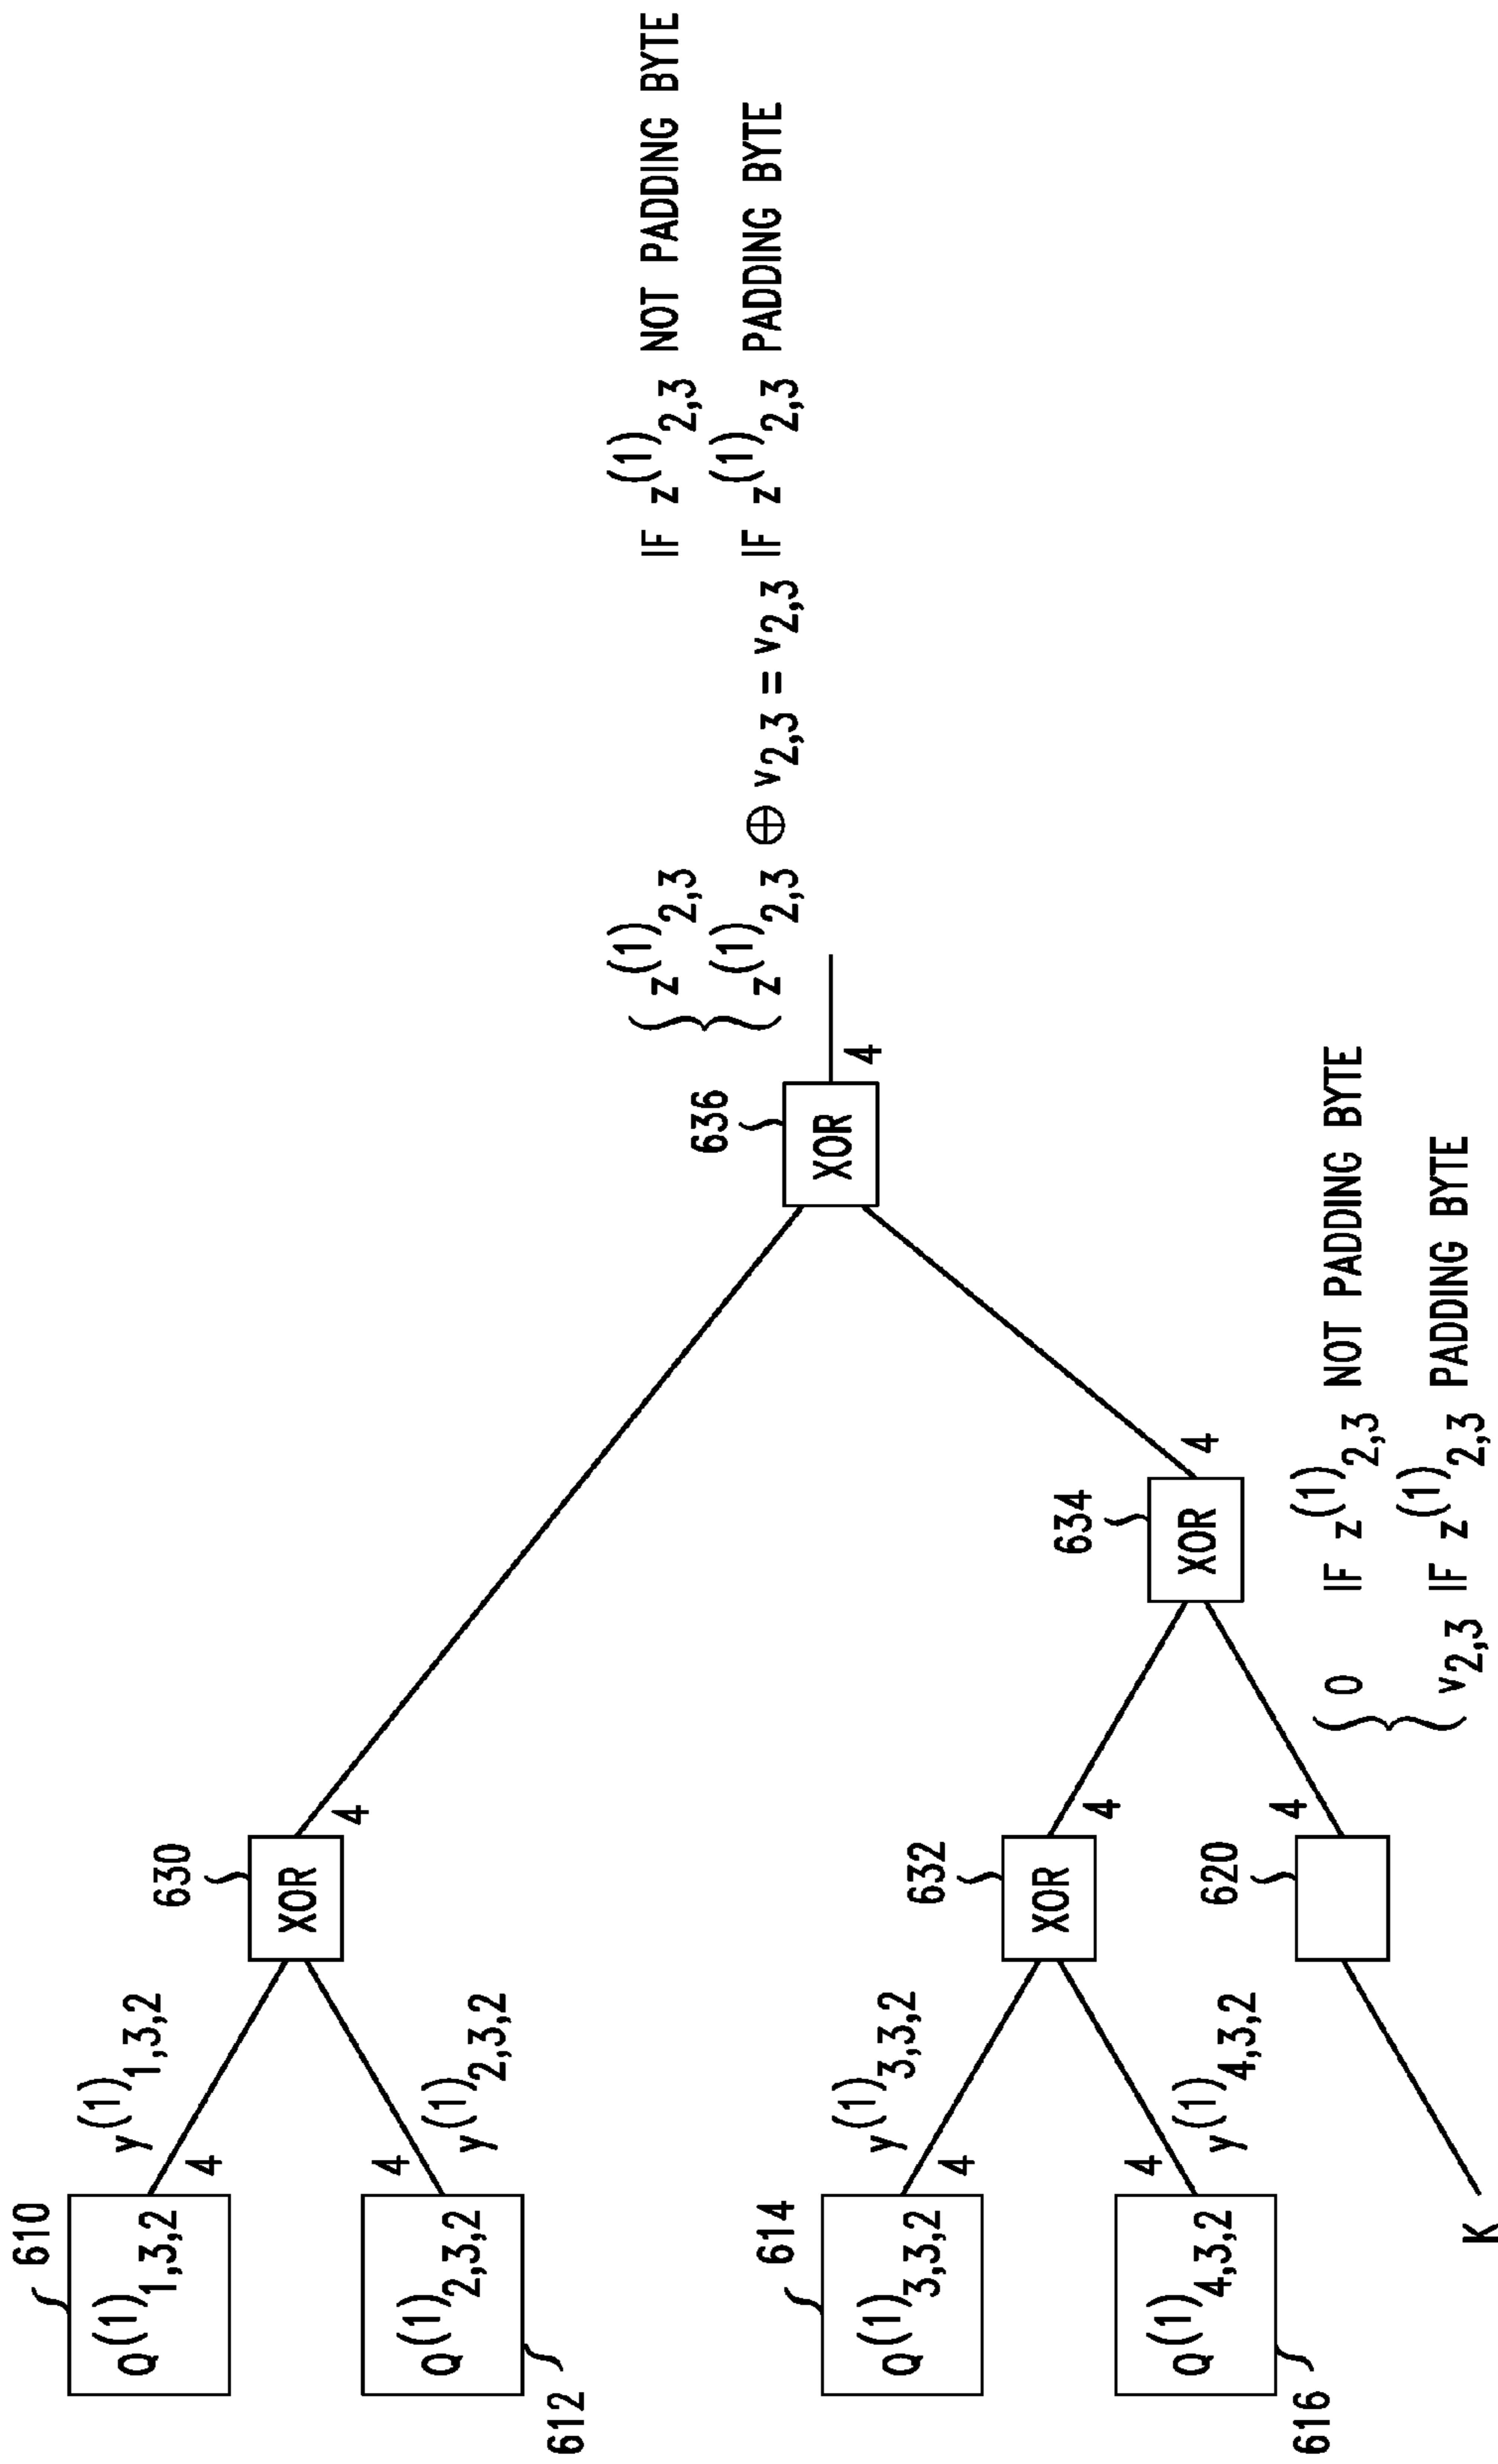 610
Q(1)1,3,2
4
y(1)1,3,2
630
XOR
4
Q(1)2,3,2
612
4
y(1)2,3,2
636
XOR
4
z(1)2,3 IF z(1)2,3 NOT PADDING BYTE
z(1)2,3 ⊕ v2,3 = v2,3 IF z(1)2,3 PADDING BYTE
614
Q(1)3,3,2
4
y(1)3,3,2
632
XOR
4
634
XOR
4
Q(1)4,3,2
616
4
y(1)4,3,2
620
4
0 IF z(1)2,3 NOT PADDING BYTE
v2,3 IF z(1)2,3 PADDING BYTE
K